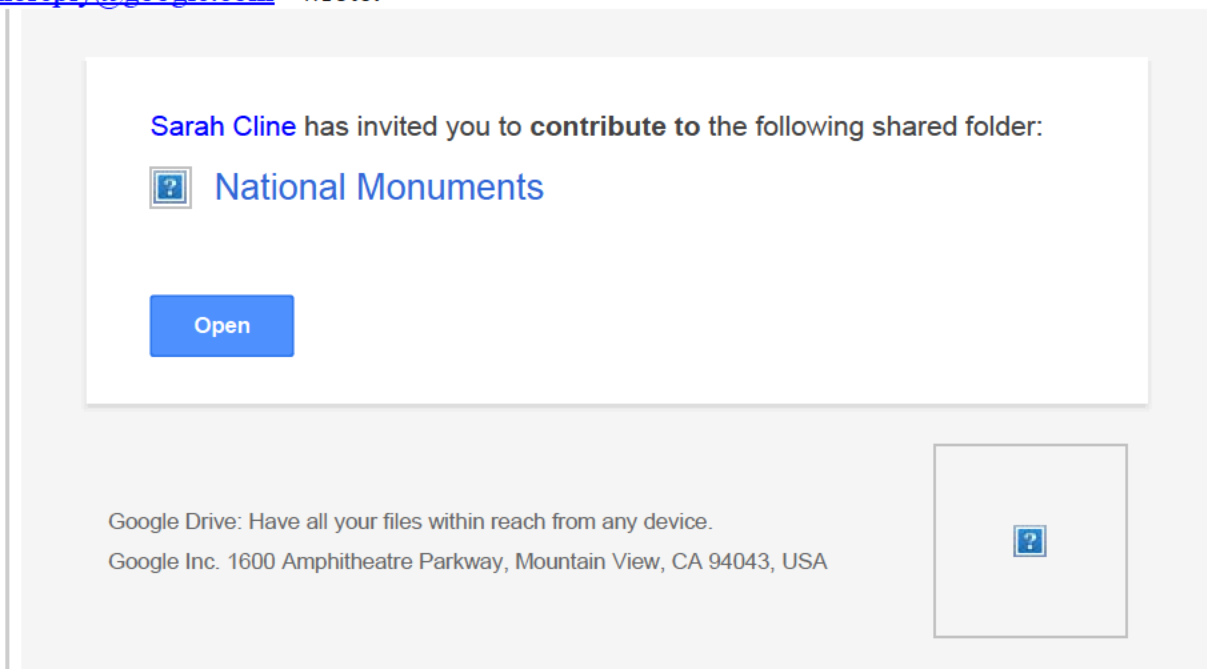 Sarah Cline has invited you to contribute to the following shared folder:
National Monuments
Open
Google Drive: Have all your files within reach from any device.
Google Inc. 1600 Amphitheatre Parkway, Mountain View, CA 94043, USA